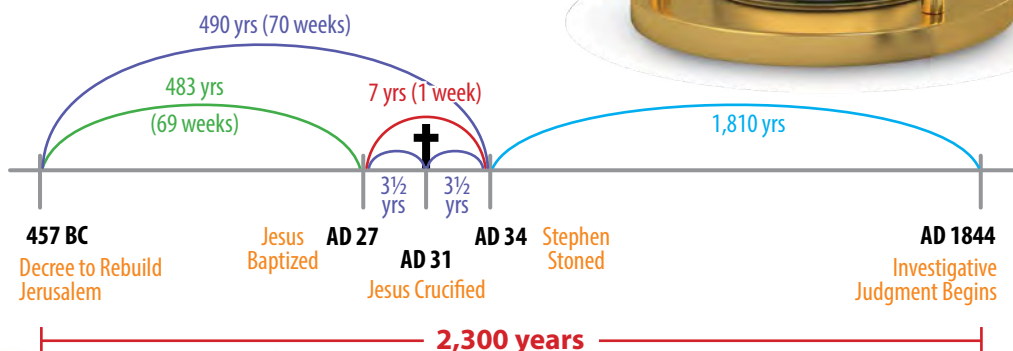 490 yrs (70 weeks)
483 yrs
(69 weeks)
7 yrs (1 week)
1,810 yrs
3½
yrs
3½
yrs
457 BC
Decree to Rebuild
Jerusalem
Jesus
Baptized
AD 27
AD 31
Jesus Crucified
AD 34
Stephen
Stoned
AD 1844
Investigative
Judgment Begins
2,300 years